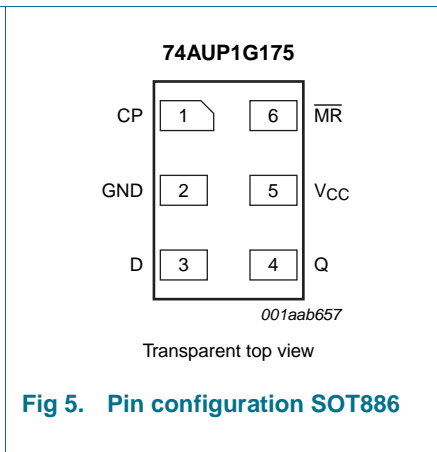 74AUP1G175
CP 1 6 MR
GND 2 5 VCC
D 3 4 Q
001aab657
Transparent top view
Fig 5. Pin configuration SOT886